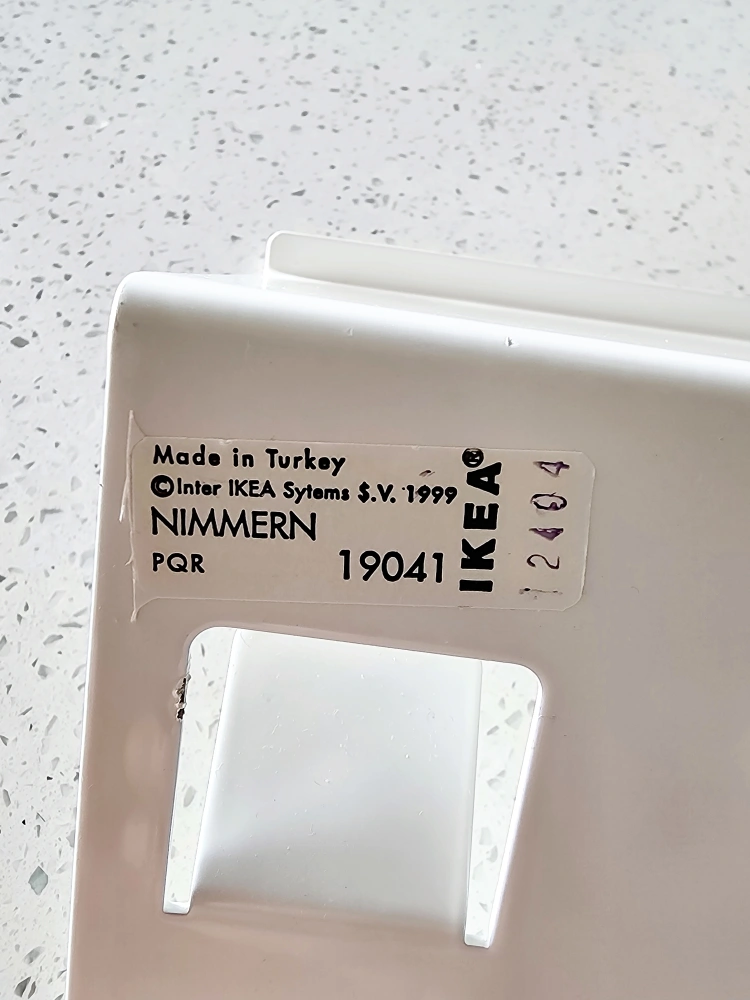 Made in Turkey
©Inter IKEA Sytems $.V. 1999
NIMMERN
PQR 19041
IKEA®
12404